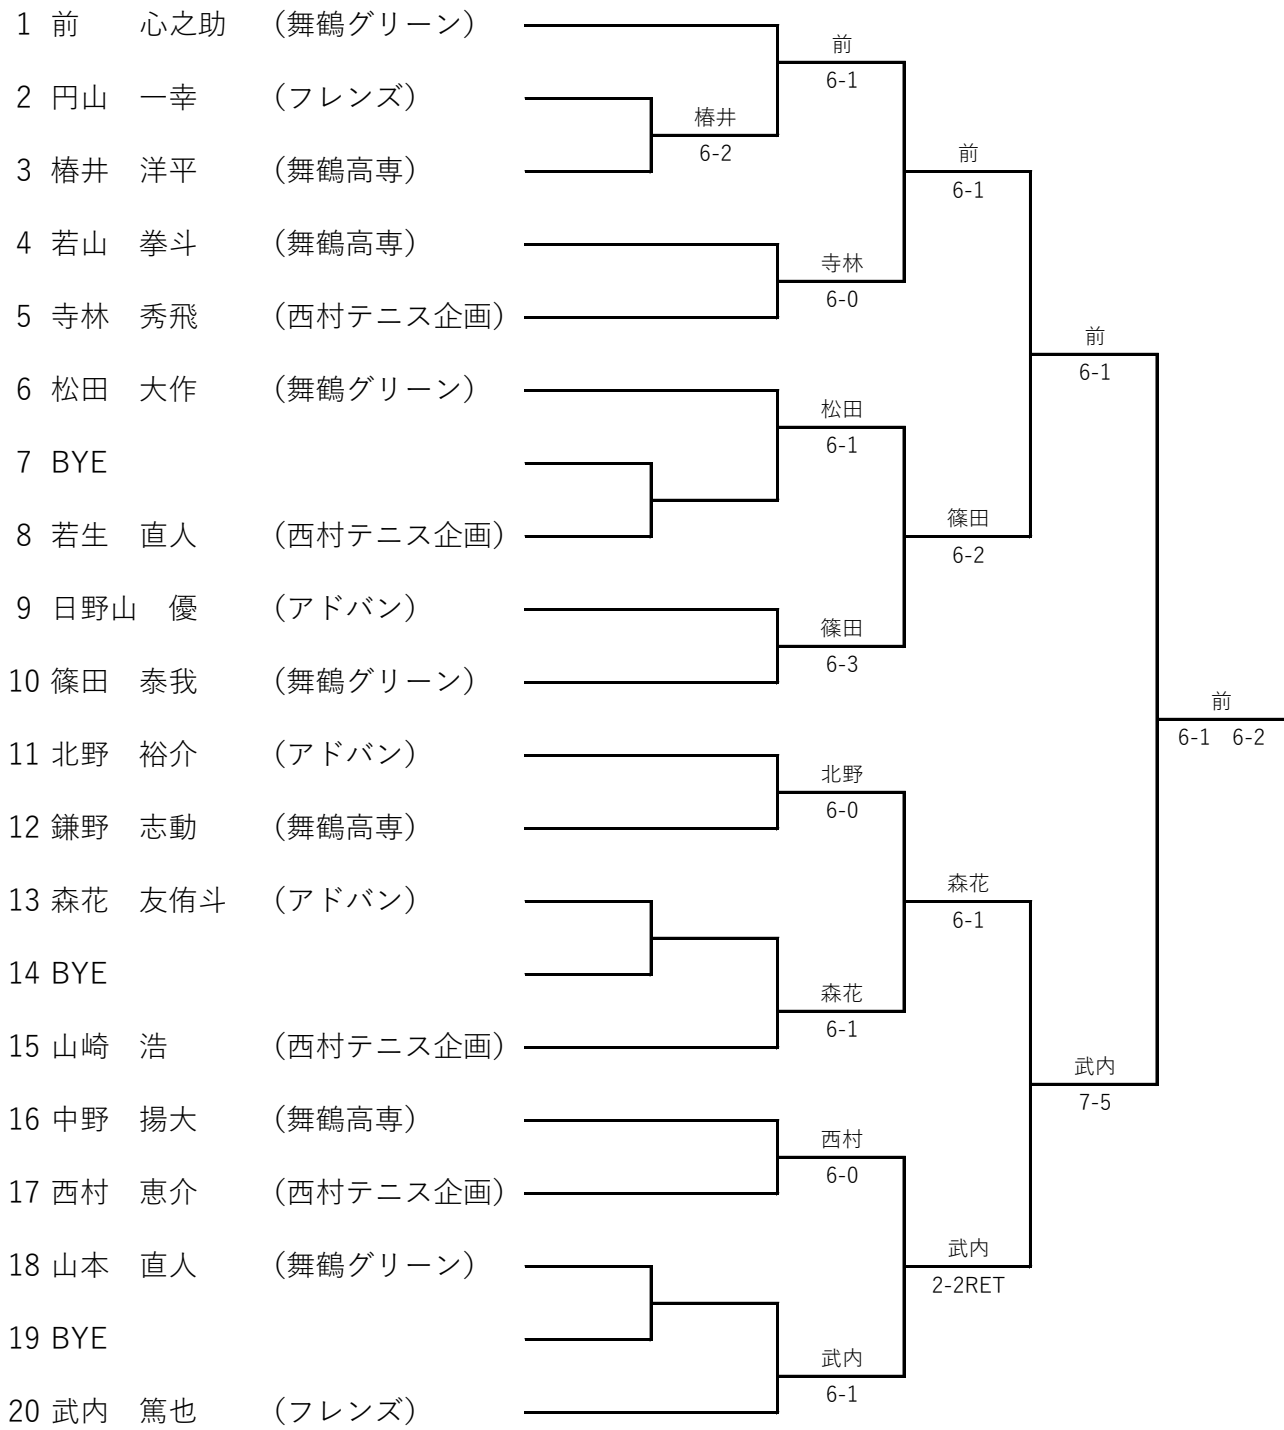 1 前　　心之助　（舞鶴グリーン）
前
6-1
2 円山　一幸　（フレンズ）
椿井
6-2
3 椿井　洋平　（舞鶴高専）
前
6-1
4 若山　拳斗　（舞鶴高専）
寺林
6-0
5 寺林　秀飛　（西村テニス企画）
前
6-1
6 松田　大作　（舞鶴グリーン）
松田
6-1
7 BYE
8 若生　直人　（西村テニス企画）
篠田
6-2
9 日野山　優　（アドバン）
篠田
6-3
10 篠田　泰我　（舞鶴グリーン）
前
6-1　6-2
11 北野　裕介　（アドバン）
北野
6-0
12 鎌野　志動　（舞鶴高専）
森花
6-1
13 森花　友侑斗　（アドバン）
14 BYE
森花
6-1
15 山崎　浩　（西村テニス企画）
武内
7-5
16 中野　揚大　（舞鶴高専）
西村
6-0
17 西村　恵介　（西村テニス企画）
武内
2-2RET
18 山本　直人　（舞鶴グリーン）
19 BYE
武内
6-1
20 武内　篤也　（フレンズ）